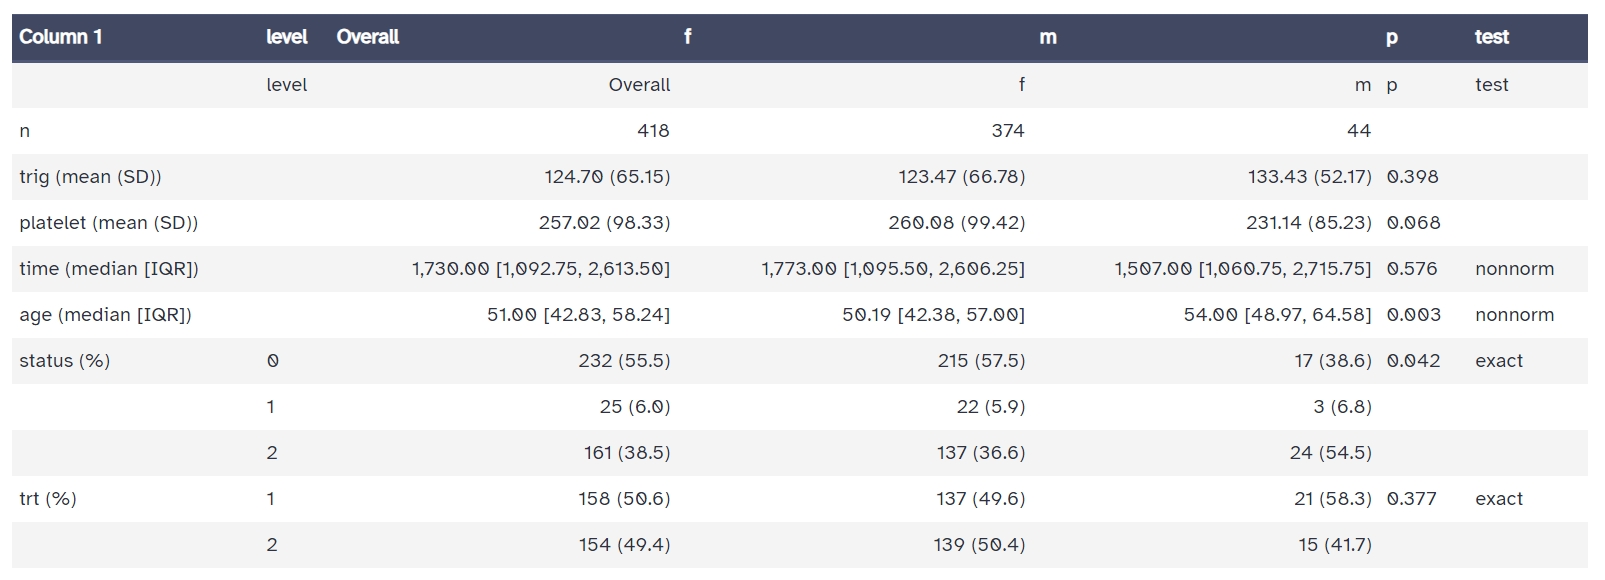 Column 1 level Overall f m p test
level Overall f m p test
n 418 374 44
trig (mean (SD)) 124.70 (65.15) 123.47 (66.78) 133.43 (52.17) 0.398
platelet (mean (SD)) 257.02 (98.33) 260.08 (99.42) 231.14 (85.23) 0.068
time (median [IQR]) 1,730.00 [1,092.75, 2,613.50] 1,773.00 [1,095.50, 2,606.25] 1,507.00 [1,060.75, 2,715.75] 0.576 nonnorm
age (median [IQR]) 51.00 [42.83, 58.24] 50.19 [42.38, 57.00] 54.00 [48.97, 64.58] 0.003 nonnorm
status (%) 0 232 (55.5) 215 (57.5) 17 (38.6) 0.042 exact
1 25 (6.0) 22 (5.9) 3 (6.8)
2 161 (38.5) 137 (36.6) 24 (54.5)
trt (%) 1 158 (50.6) 137 (49.6) 21 (58.3) 0.377 exact
2 154 (49.4) 139 (50.4) 15 (41.7)